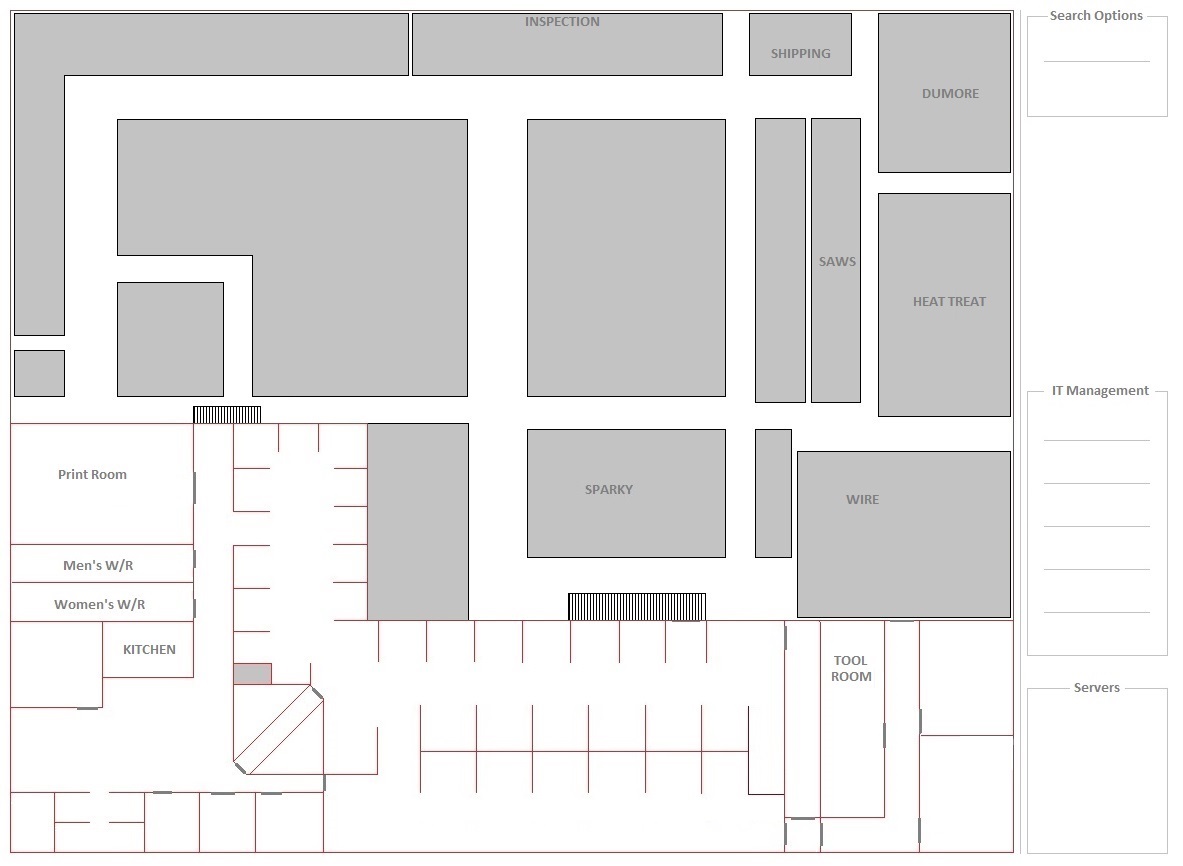 INSPECTION
Search Options
SHIPPING
DUMORE
SAWS
HEAT TREAT
IT Management
Print Room
SPARKY
WIRE
Men's W/R
Women's W/R
KITCHEN
TOOL
ROOM
Servers